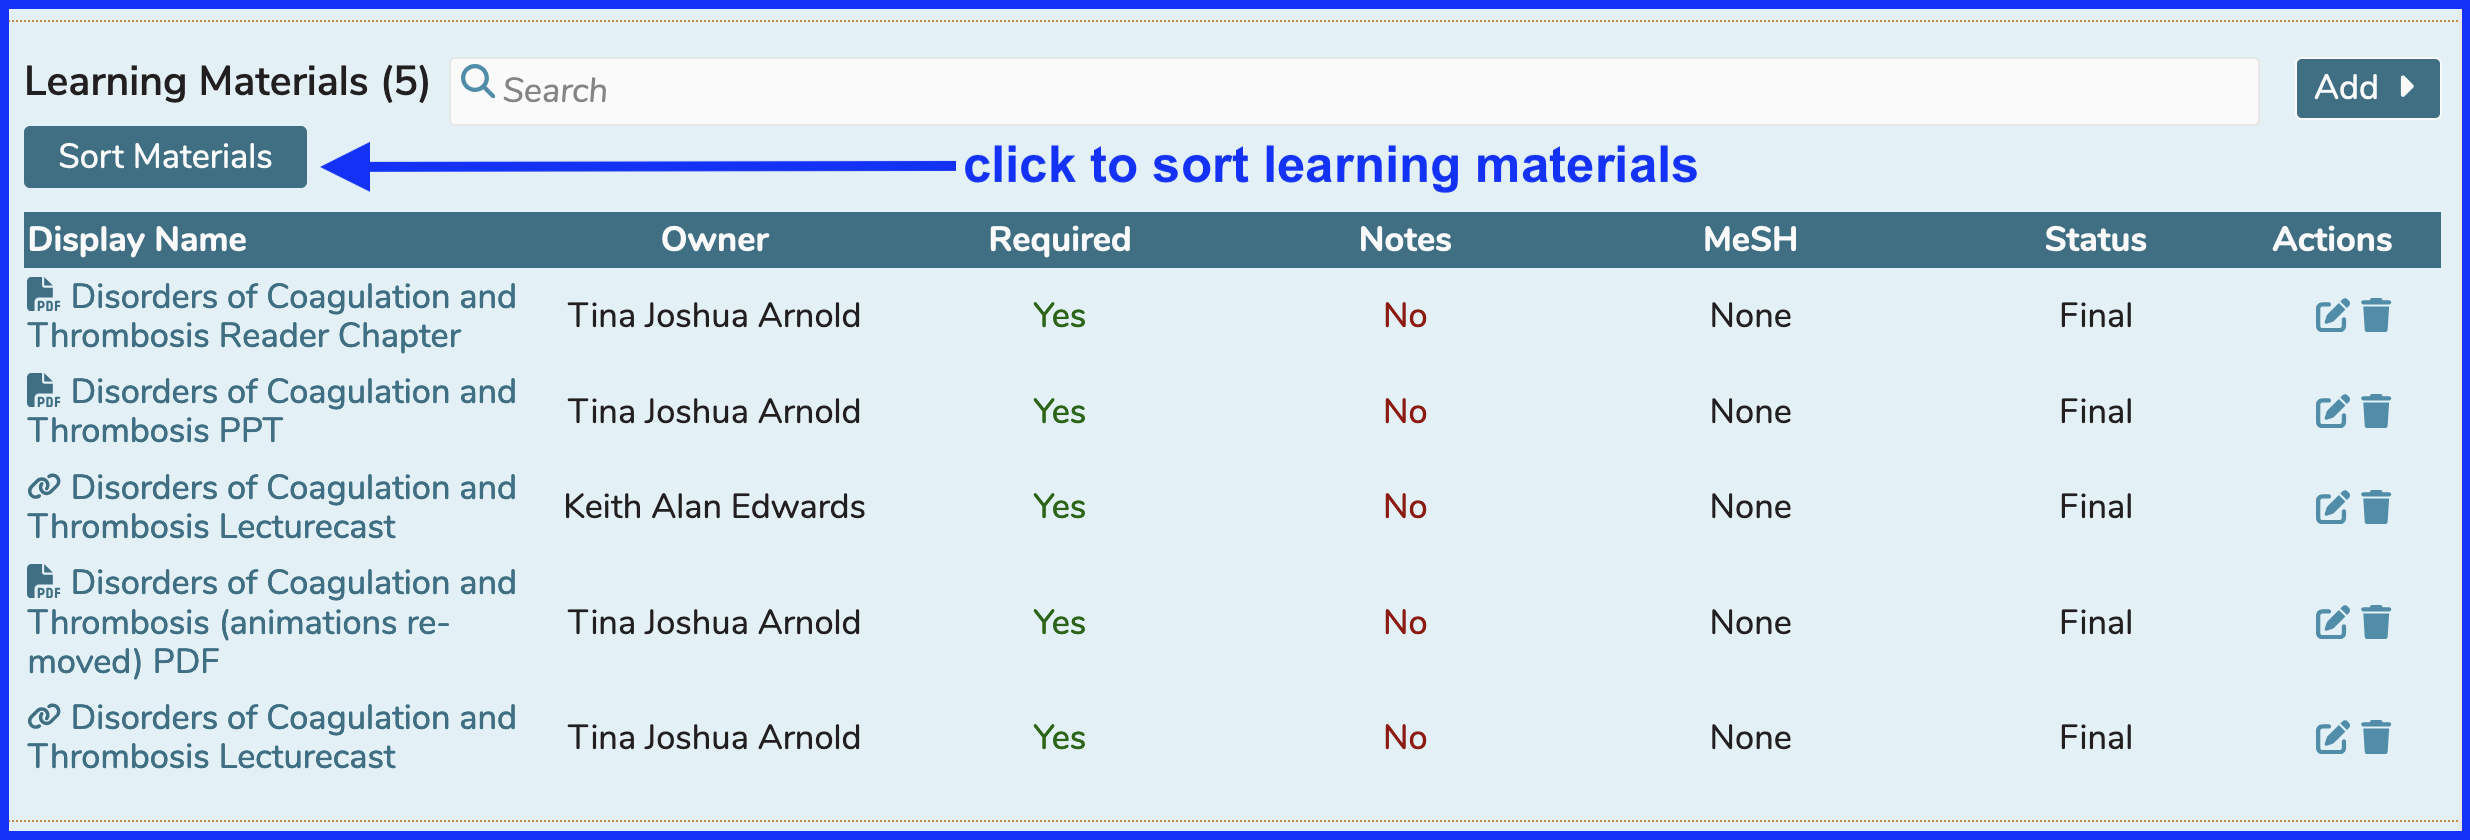 Learning Materials (5)
Search
Add
Sort Materials
click to sort learning materials
Display Name Owner Required Notes MeSH Status Actions
PDF Disorders of Coagulation and
Thrombosis Reader Chapter
Tina Joshua Arnold Yes No None Final
PDF Disorders of Coagulation and
Thrombosis PPT
Tina Joshua Arnold Yes No None Final
Disorders of Coagulation and
Thrombosis Lecturecast
Keith Alan Edwards Yes No None Final
PDF Disorders of Coagulation and
Thrombosis (animations re-
moved) PDF
Tina Joshua Arnold Yes No None Final
Disorders of Coagulation and
Thrombosis Lecturecast
Tina Joshua Arnold Yes No None Final